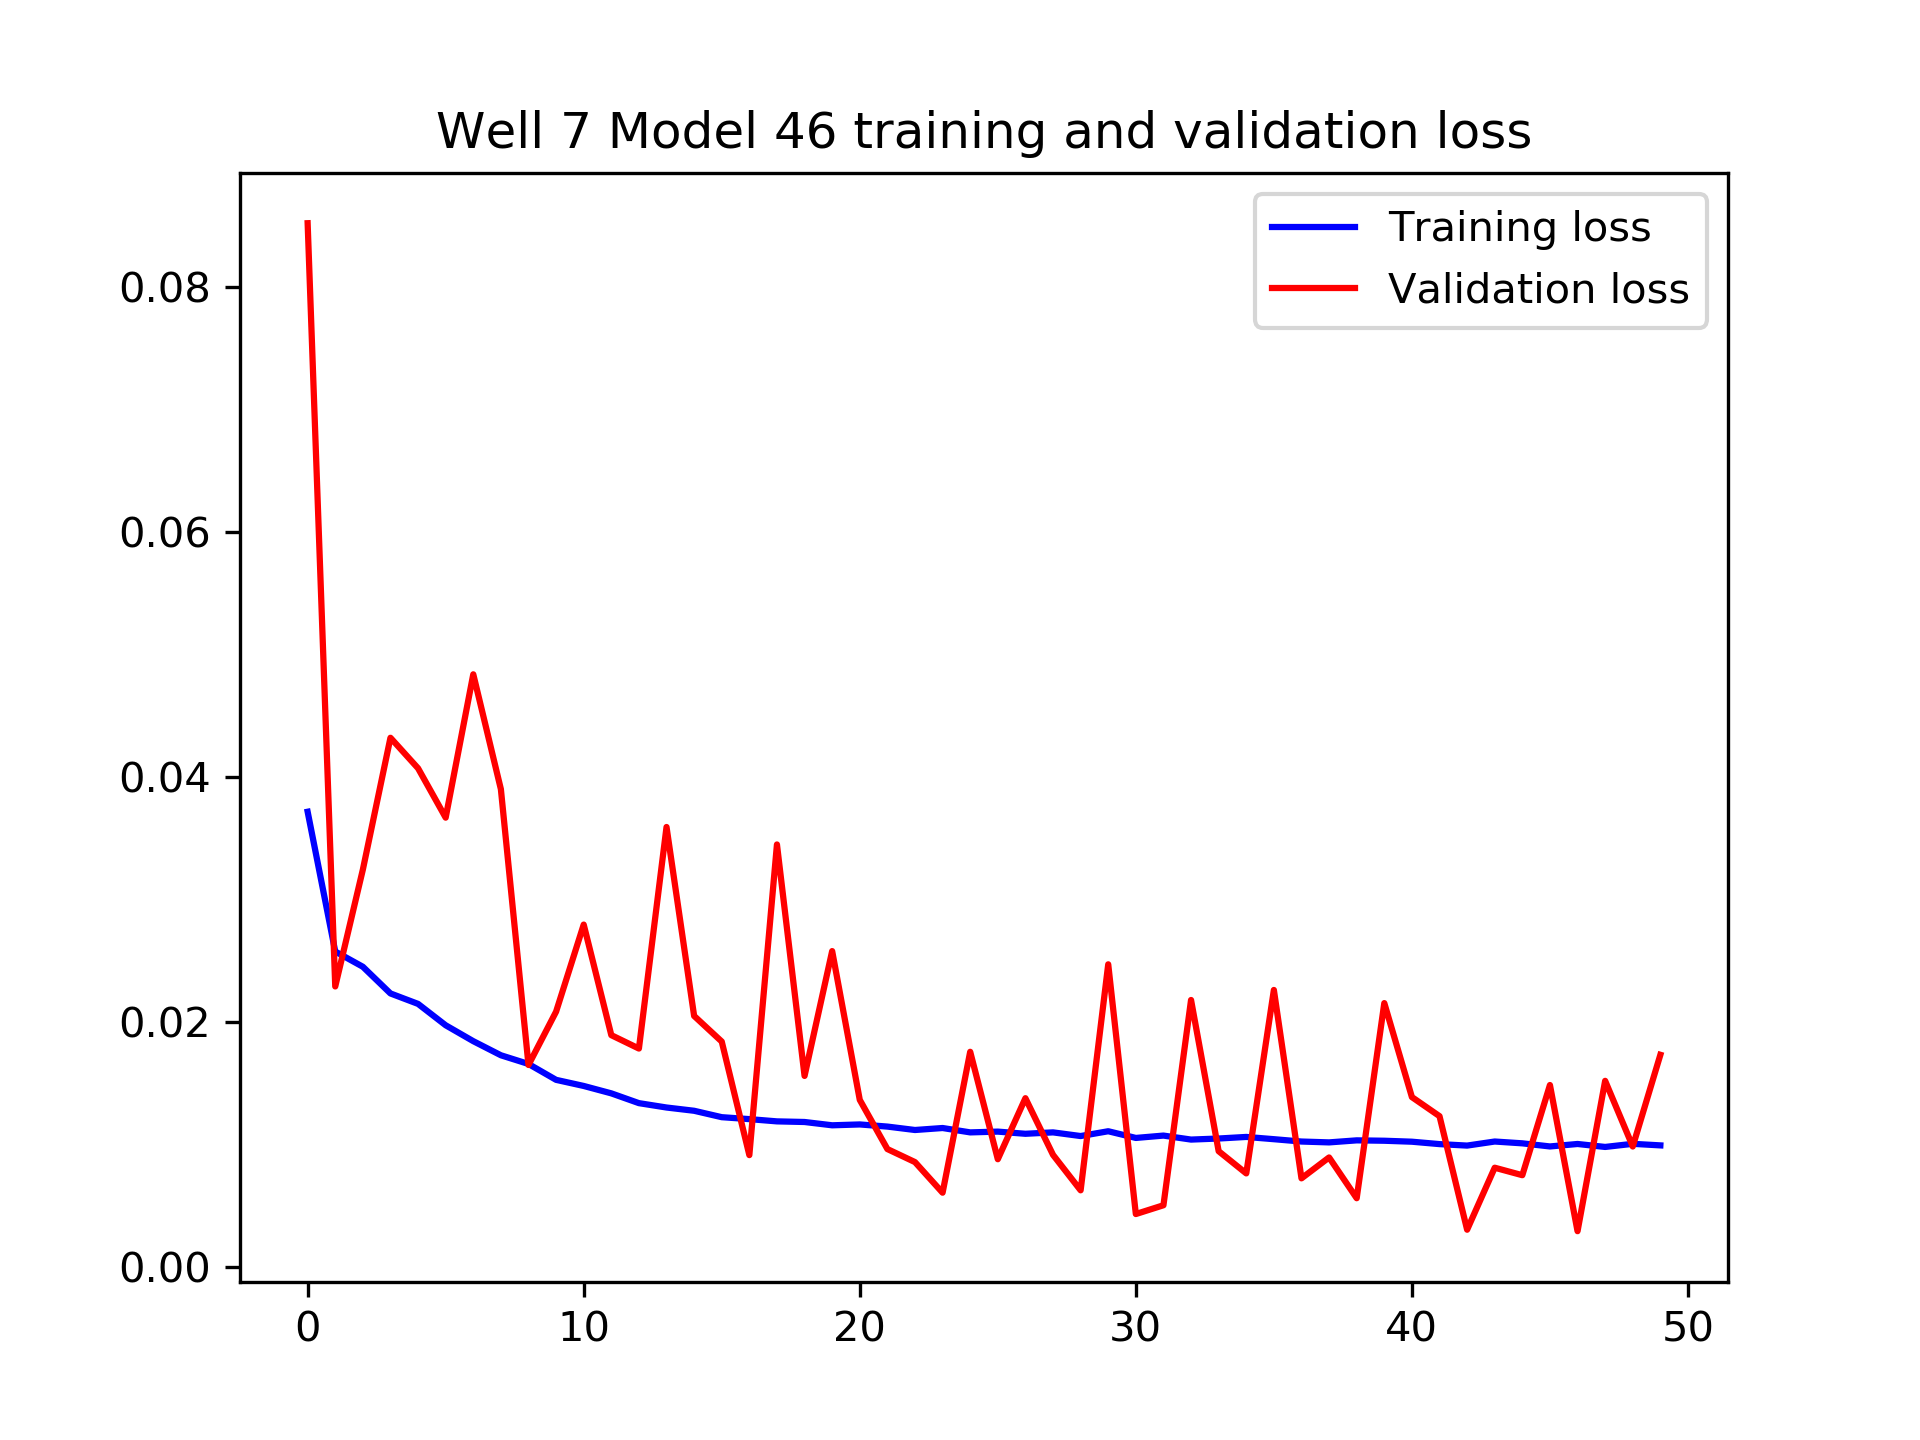 Well 7 Model 46 training and validation loss
Training loss
Validation loss
0.08
0.06
0.04
0.02
0.00
0 10 20 30 40 50